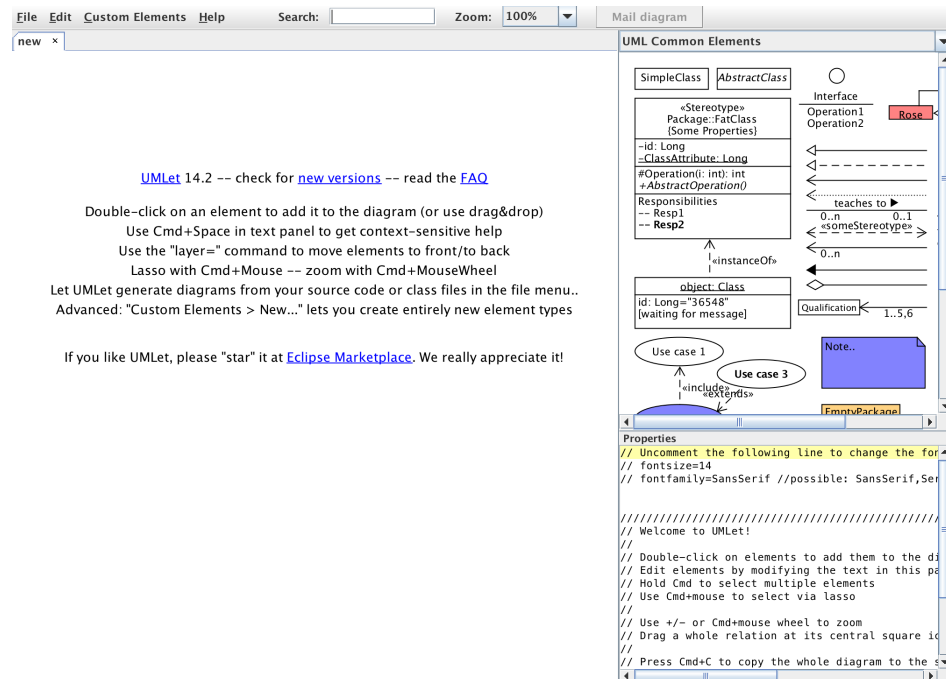 File Edit Custom Elements Help Search: Zoom: 100% Mail diagram
new ×
UMLet 14.2 -- check for new versions -- read the FAQ
Double-click on an element to add it to the diagram (or use drag&drop)
Use Cmd+Space in text panel to get context-sensitive help
Use the "layer=" command to move elements to front/to back
Lasso with Cmd+Mouse -- zoom with Cmd+MouseWheel
Let UMLet generate diagrams from your source code or class files in the file menu..
Advanced: "Custom Elements > New..." lets you create entirely new element types
If you like UMLet, please "star" it at Eclipse Marketplace. We really appreciate it!
UML Common Elements
SimpleClass
AbstractClass
Interface
Operation1
Operation2
Rose
«Stereotype»
Package::FatClass
{Some Properties}
-id: Long
-ClassAttribute: Long
#Operation(i: int): int
+AbstractOperation()
Responsibilities
-- Resp1
-- Resp2
teaches to ▶
0..n 0..1
«someStereotype»
0..n
«instanceOf»
object: Class
id: Long="36548"
[waiting for message]
Qualification
1..5,6
Use case 1
Use case 3
Note..
«include»
«extends»
EmptyPackage
Properties
// Uncomment the following line to change the fon
// fontsize=14
// fontfamily=SansSerif //possible: SansSerif,Ser
//////////////////////////////////////////////////
// Welcome to UMLet!
//
// Double-click on elements to add them to the di
// Edit elements by modifying the text in this pa
// Hold Cmd to select multiple elements
// Use Cmd+mouse to select via lasso
//
// Use +/- or Cmd+mouse wheel to zoom
// Drag a whole relation at its central square ic
//
// Press Cmd+C to copy the whole diagram to the s